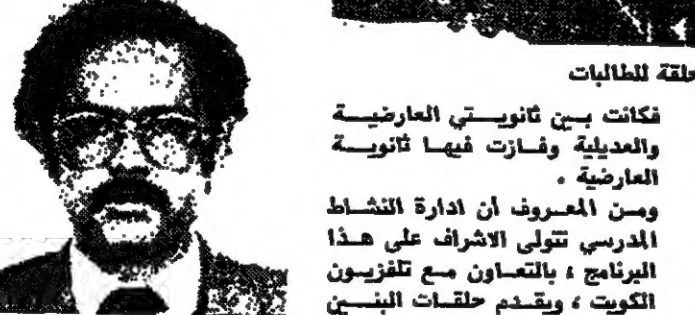 حلقة للطالبات
فكانت بين ثانويتي العارضية
والعديلية وفازت فيها ثانوية
العارضية .
ومن المعروف أن ادارة النشاط
المدرسي تتولى الاشراف على هذا
البرنامج ، بالتعاون مع تلفزيون
الكويت ، ويقدم حلقات البنين